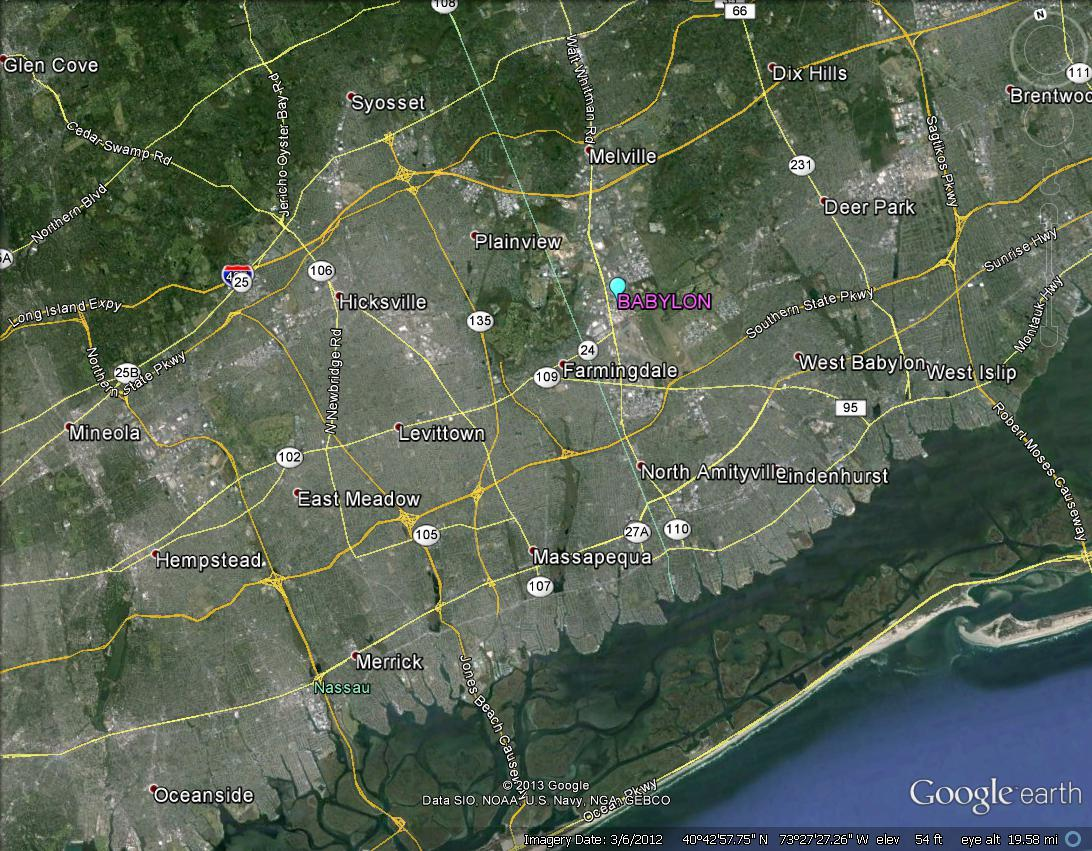 108
66
N
Glen Cove
Walt Whitman Rd
Dix Hills
111
Syosset
Jericho-Oyster-Bay Rd
Cedar-Swamp Rd
Sagtikos Pkwy
Melville
231
Northern Blvd
Deer Park
Plainview
Sunrise Hwy
106
25
Hicksville
BABYLON
Long Island Expy
Southern State Pkwy
Montauk Hwy
135
N Newbridge Rd
24
Northern State Pkwy
25B
109
Farmingdale
West Babylon
West Islip
95
Mineola
Levittown
Robert Moses Causeway
102
North Amityville
Lindenhurst
East Meadow
105
27A
110
Hempstead
Massapequa
107
Merrick
Nassau
Jones Beach Causeway
Oceanside
© 2013 Google
Data SIO, NOAA, U.S. Navy, NGA, GEBCO
Ocean Pkwy
Google earth
Imagery Date: 3/6/2012 40°42'57.75" N 73°27'27.26" W elev 54 ft eye alt 19.58 mi